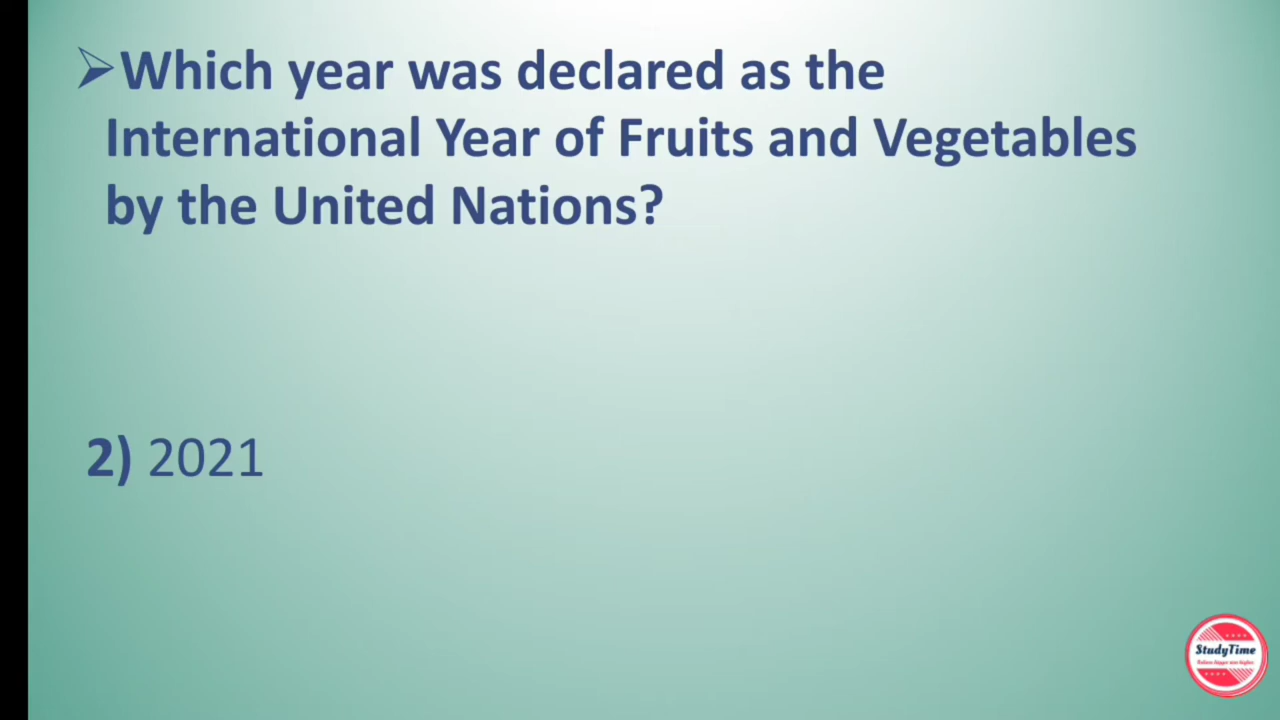 ➢Which year was declared as the
International Year of Fruits and Vegetables
by the United Nations?
2) 2021
StudyTime